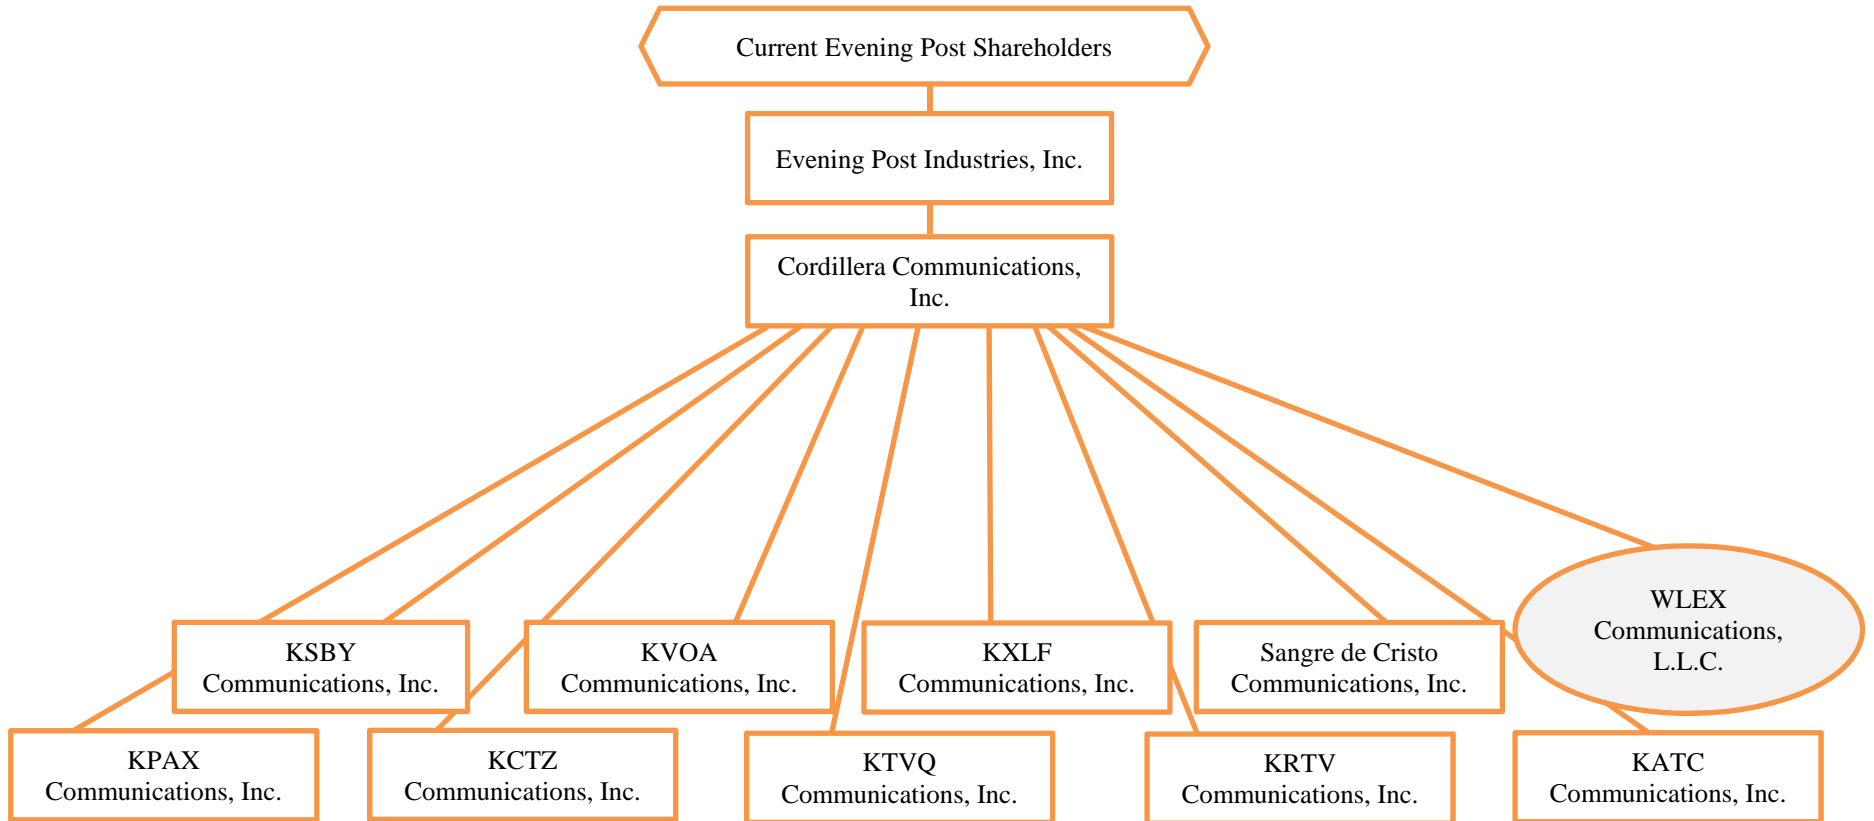 Current Evening Post Shareholders
Evening Post Industries, Inc.
Cordillera Communications,
Inc.
KSBY
Communications, Inc.
KVOA
Communications, Inc.
KXLF
Communications, Inc.
Sangre de Cristo
Communications, Inc.
WLEX
Communications,
L.L.C.
KPAX
Communications, Inc.
KCTZ
Communications, Inc.
KTVQ
Communications, Inc.
KRTV
Communications, Inc.
KATC
Communications, Inc.